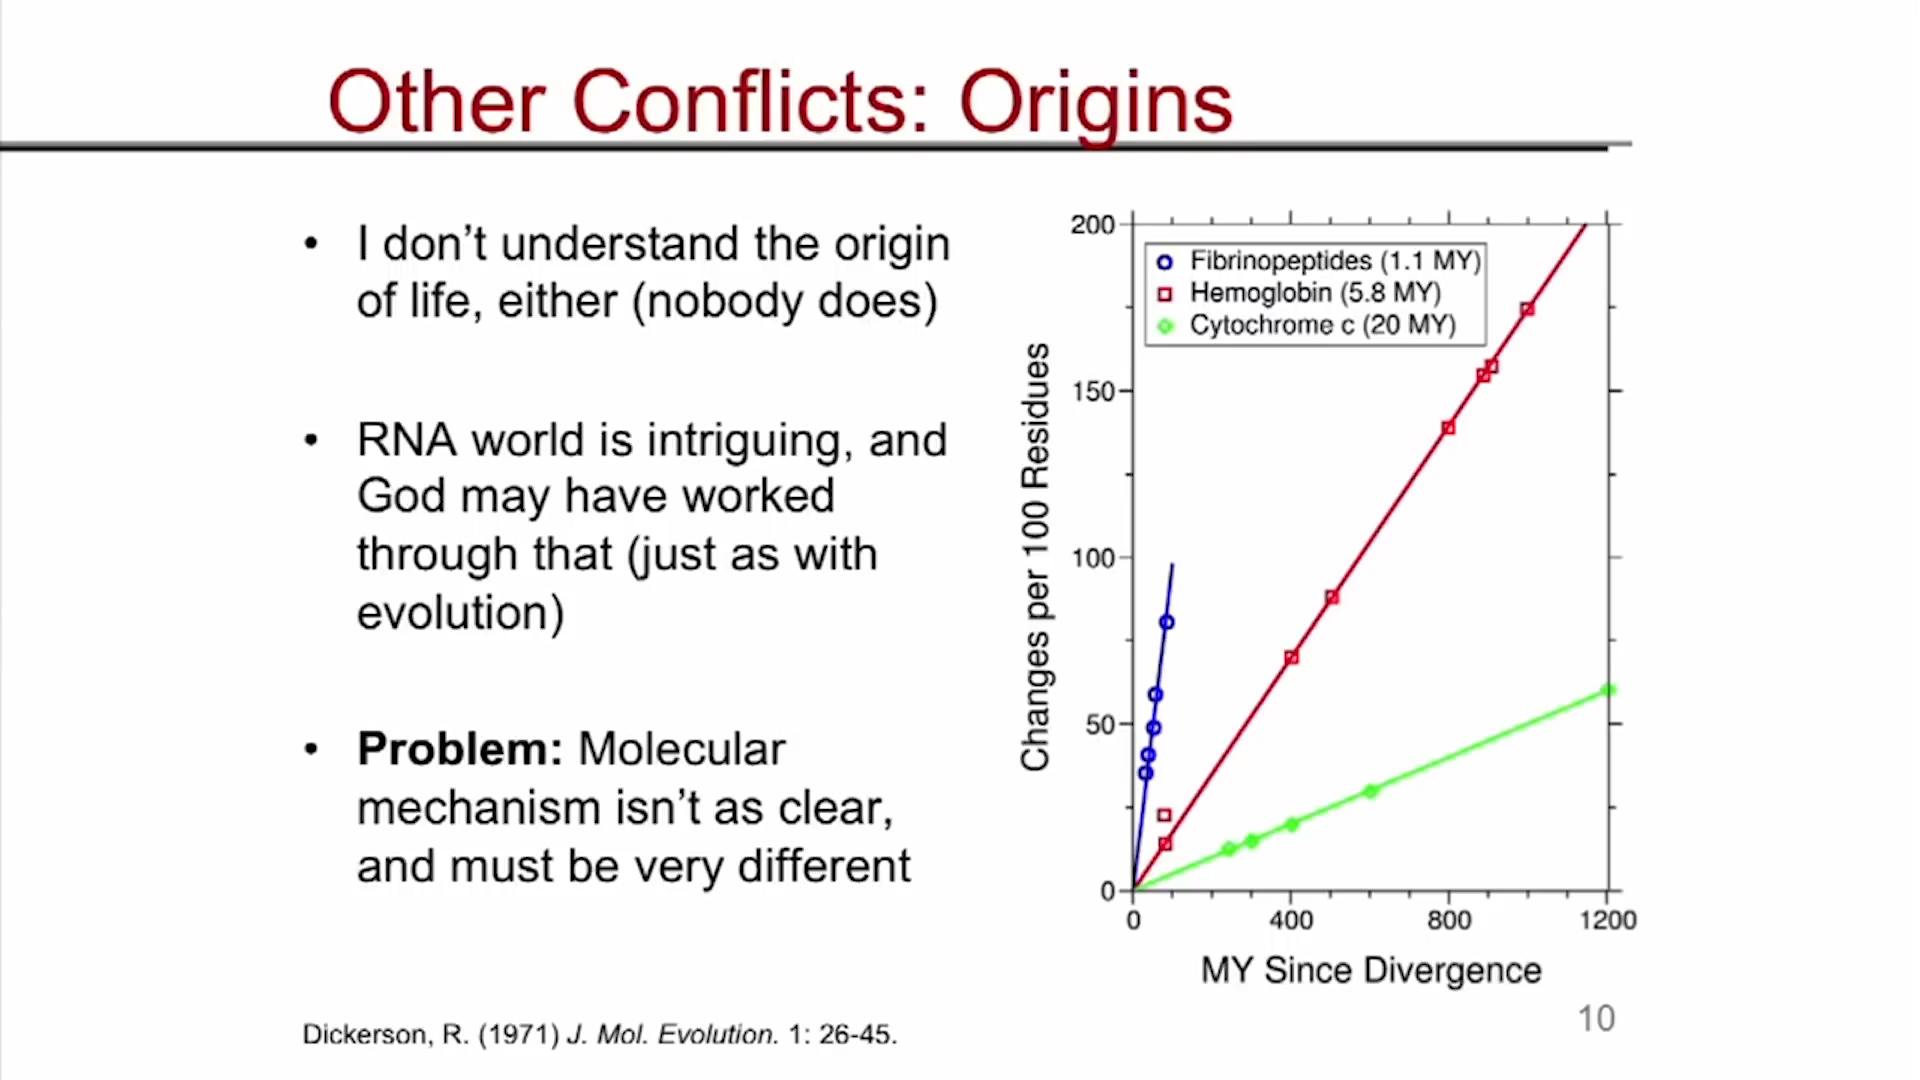 Other Conflicts: Origins
• I don't understand the origin
of life, either (nobody does)
• RNA world is intriguing, and
God may have worked
through that (just as with
evolution)
• Problem: Molecular
mechanism isn't as clear,
and must be very different
Dickerson, R. (1971) J. Mol. Evolution. 1: 26-45.
Changes per 100 Residues
200
150
100
50
0
Fibrinopeptides (1.1 MY)
Hemoglobin (5.8 MY)
Cytochrome c (20 MY)
0 400 800 1200
MY Since Divergence
10